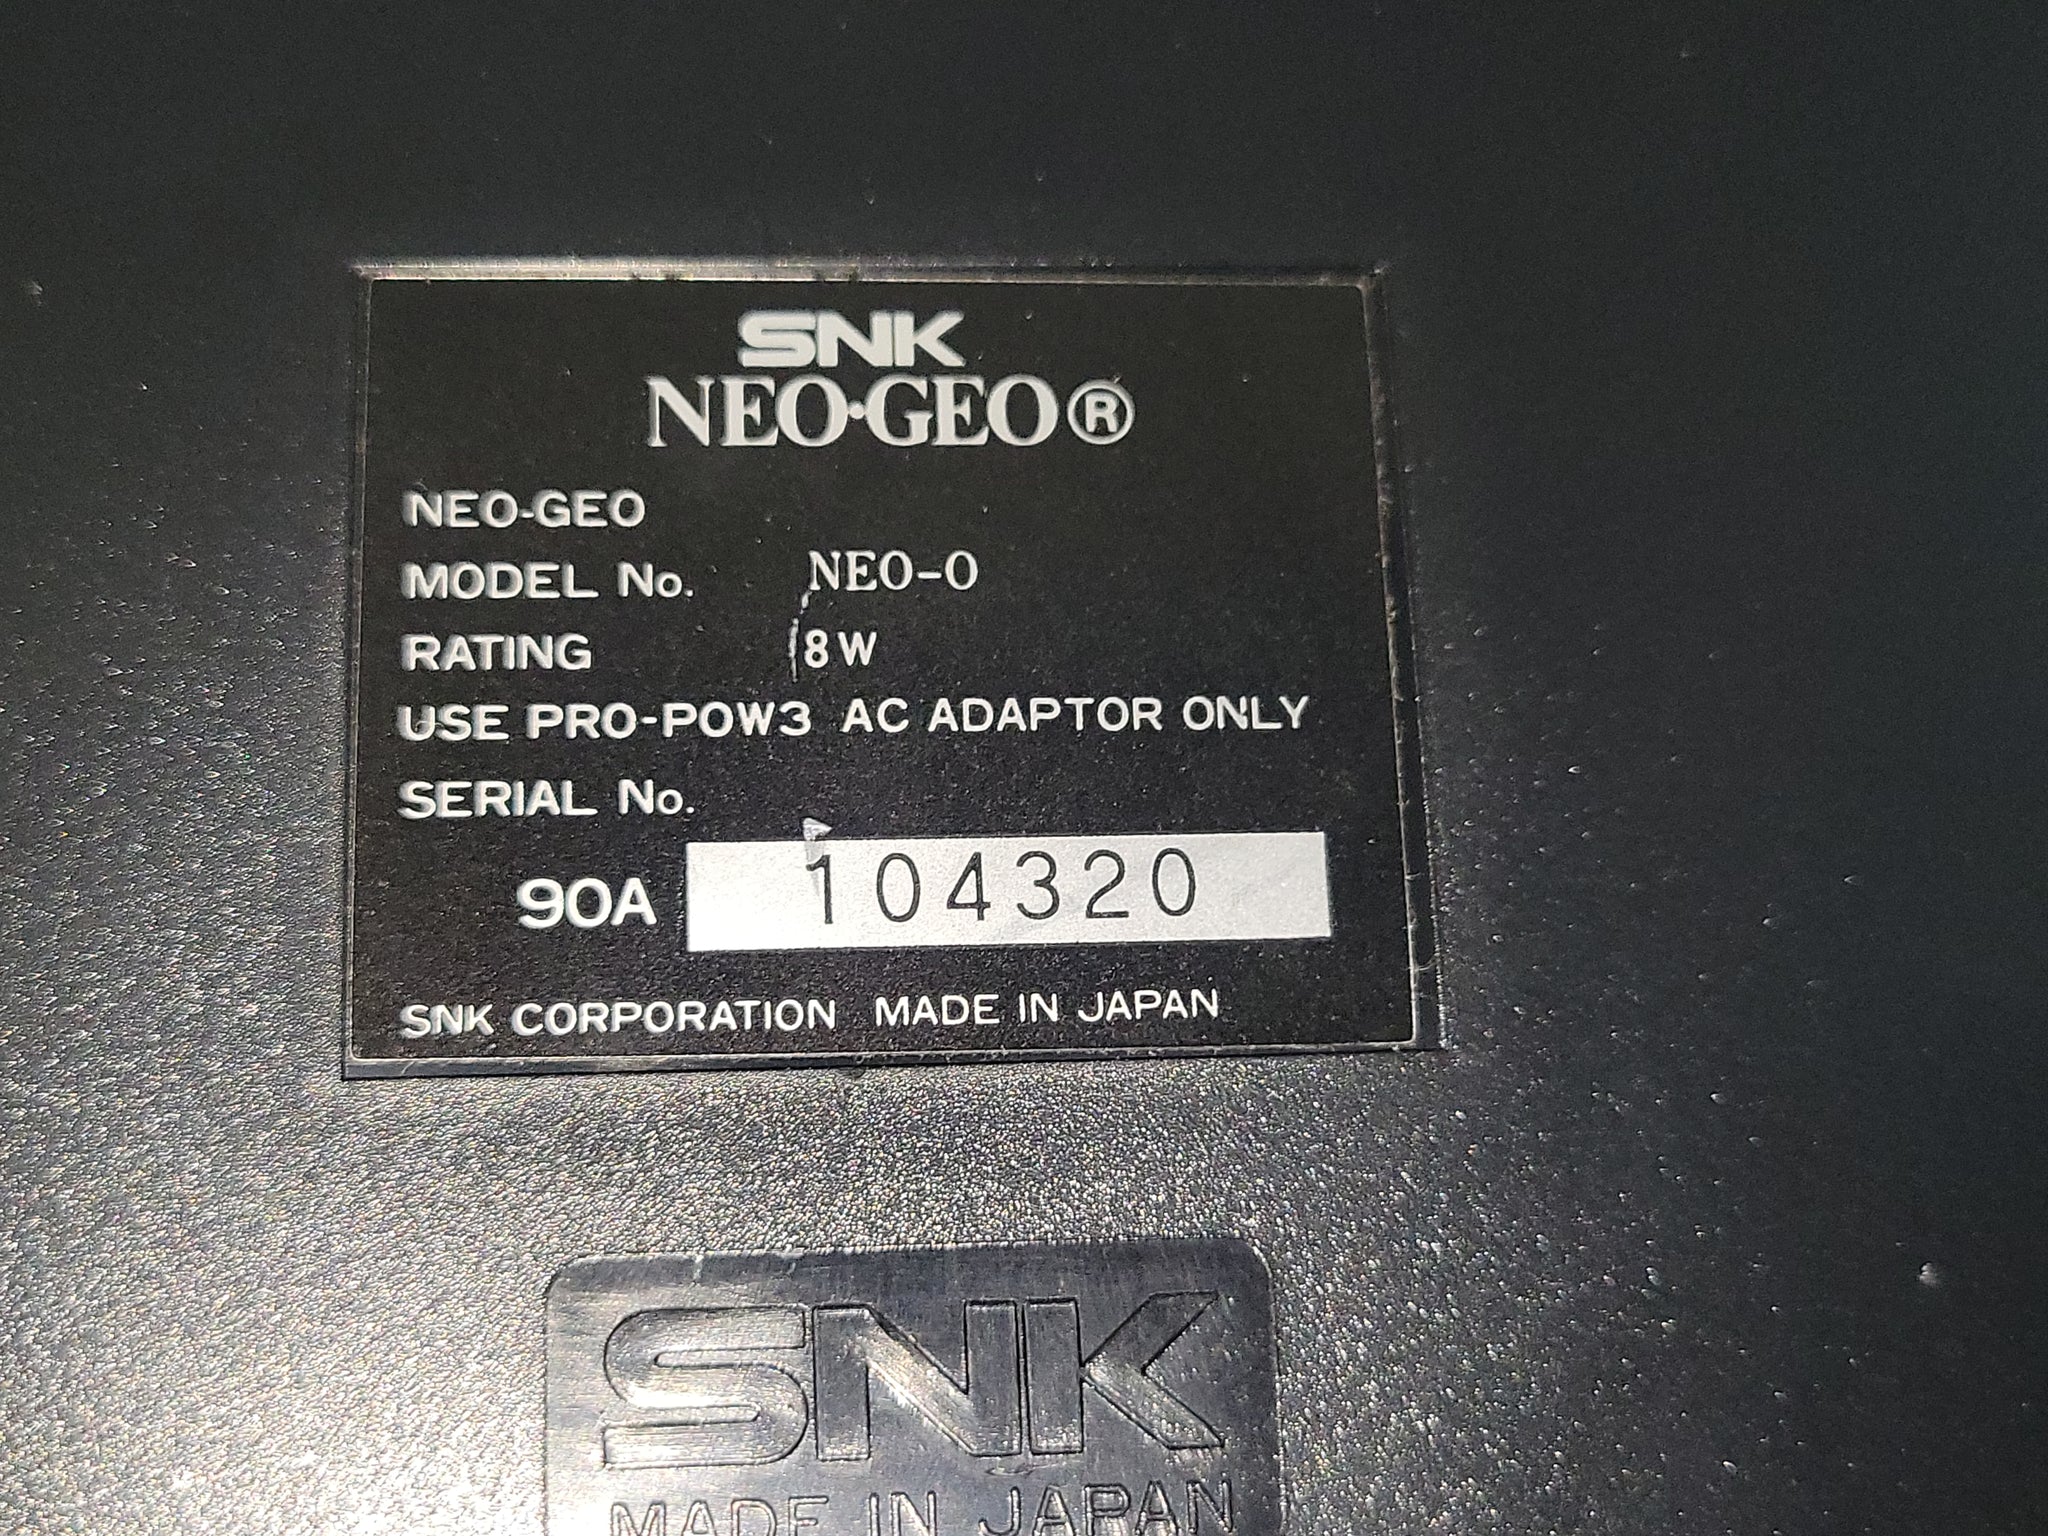 SNK
NEO·GEO®
NEO-GEO
MODEL No. NEO-O
RATING 8W
USE PRO-POW3 AC ADAPTOR ONLY
SERIAL No.
90A 104320
SNK CORPORATION MADE IN JAPAN
SNK
MADE IN JAPAN